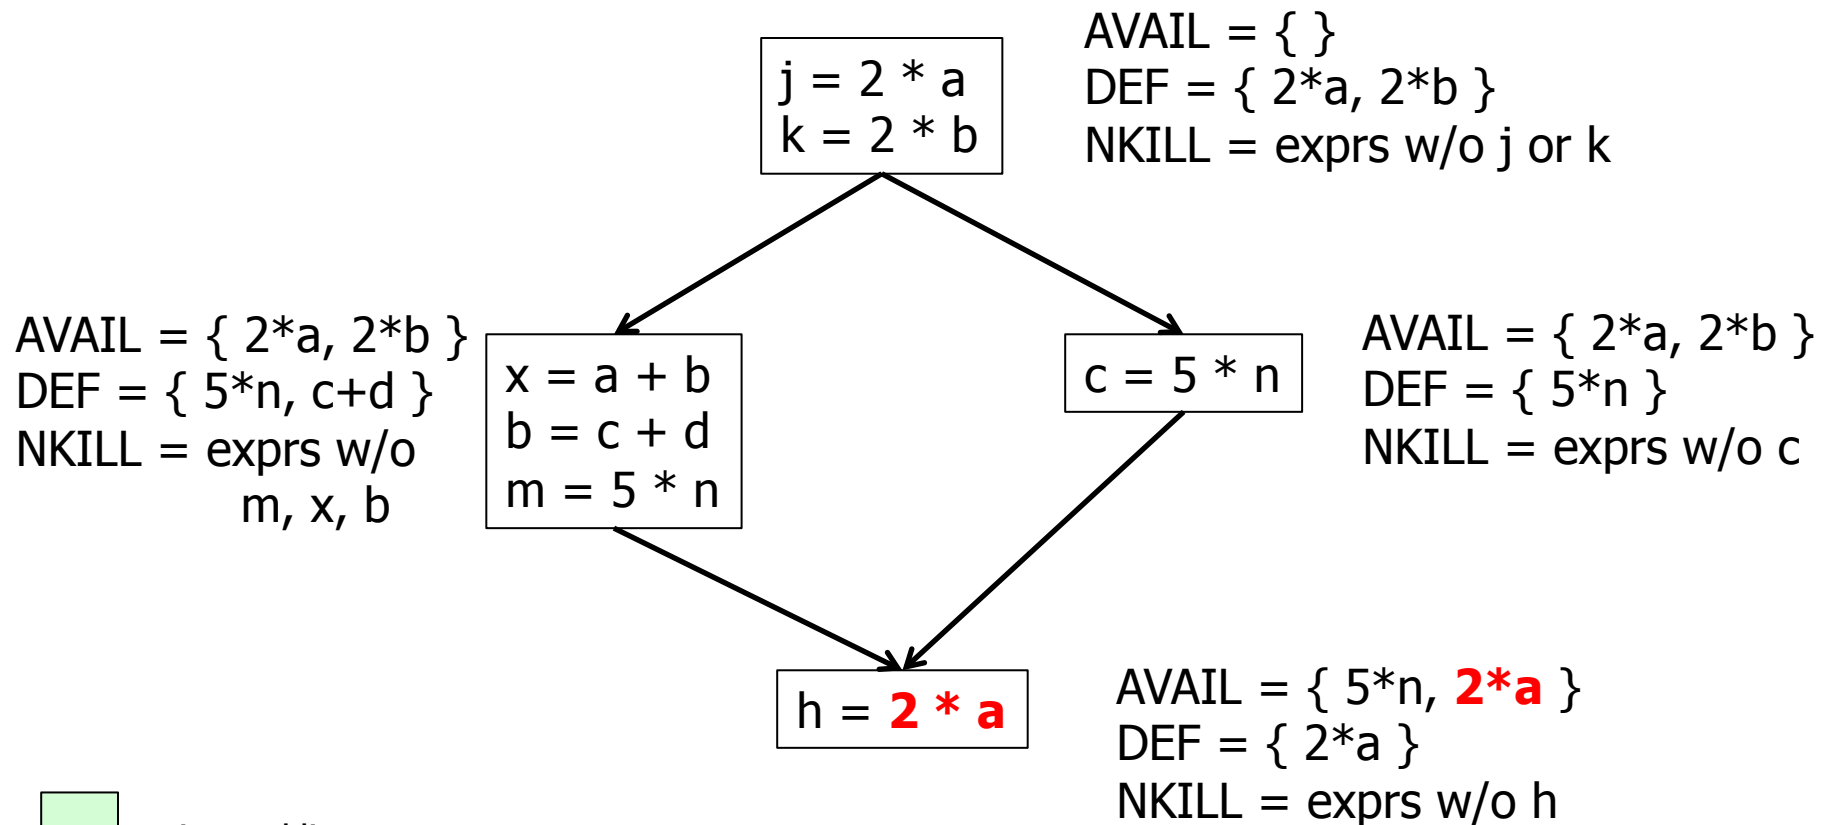 j = 2 * a
k = 2 * b
AVAIL = { }
DEF = { 2*a, 2*b }
NKILL = exprs w/o j or k
AVAIL = { 2*a, 2*b }
DEF = { 5*n, c+d }
NKILL = exprs w/o
m, x, b
x = a + b
b = c + d
m = 5 * n
c = 5 * n
AVAIL = { 2*a, 2*b }
DEF = { 5*n }
NKILL = exprs w/o c
h = 2 * a
AVAIL = { 5*n, 2*a }
DEF = { 2*a }
NKILL = exprs w/o h